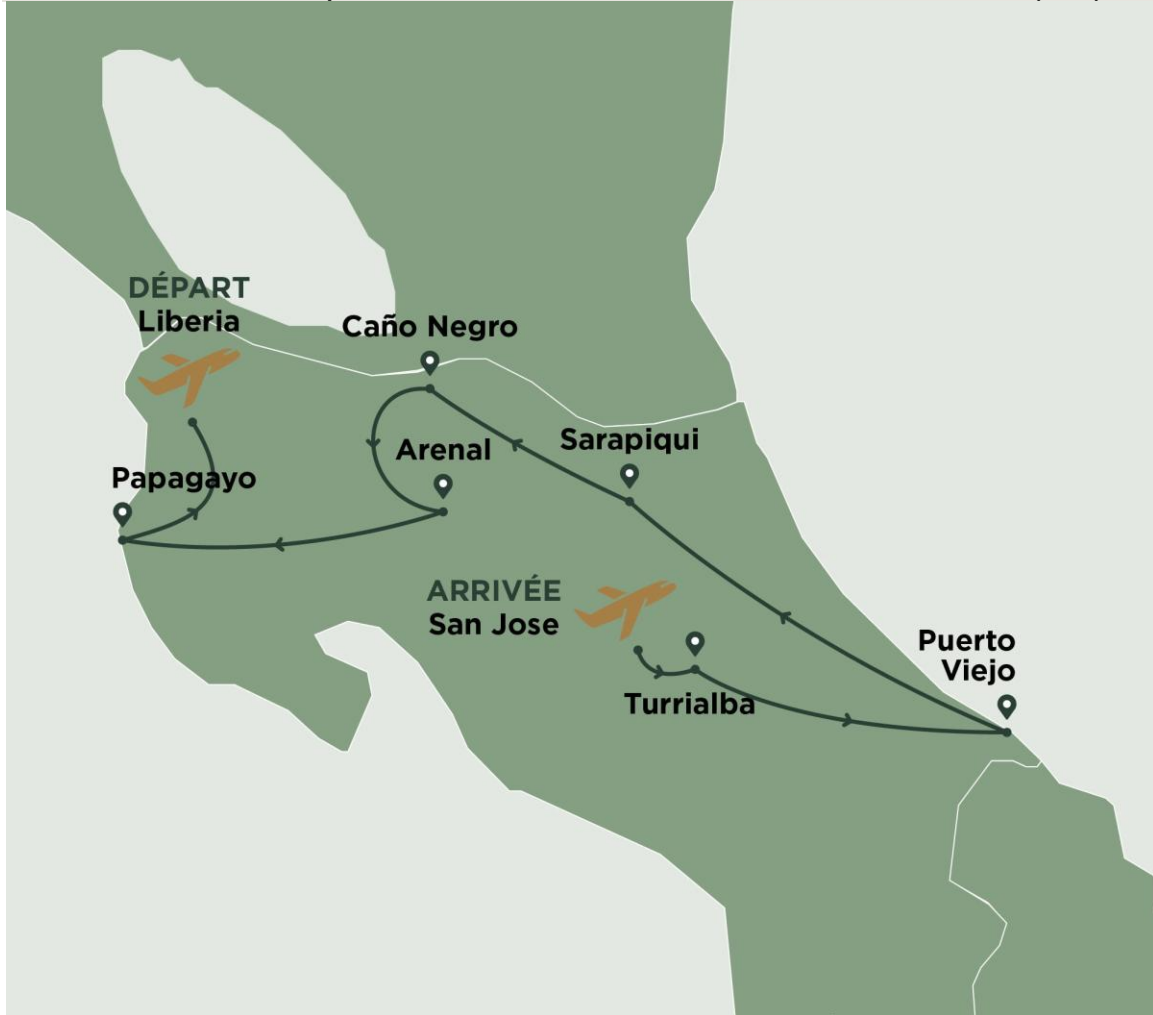 DÉPART
Liberia
Caño Negro
Sarapiqui
Arenal
Papagayo
ARRIVÉE
San Jose
Puerto
Viejo
Turrialba